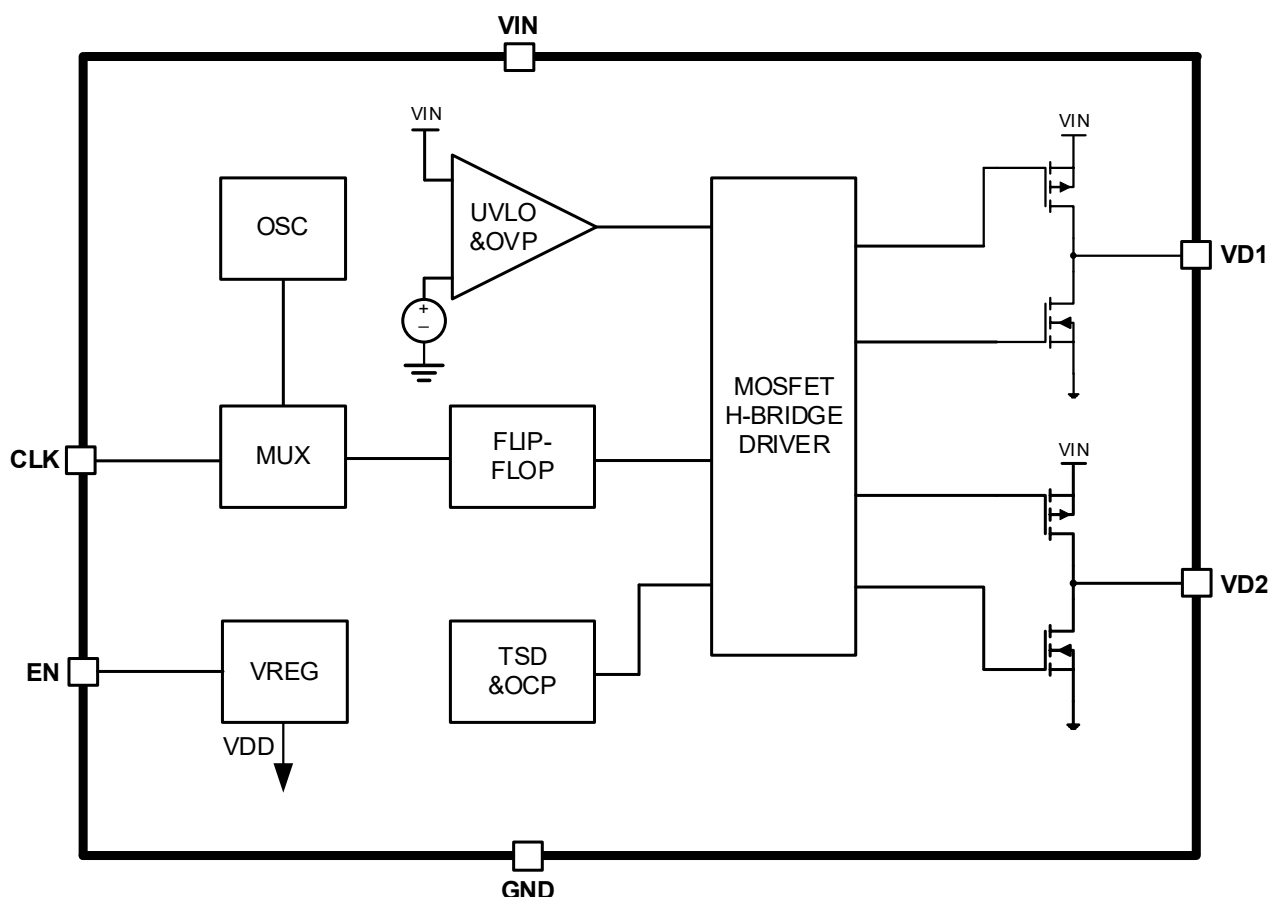 VIN
VIN
VIN
OSC
UVLO
&OVP
VD1
MOSFET
H-BRIDGE
DRIVER
CLK
MUX
FLIP-
FLOP
VIN
VD2
EN
VREG
TSD
&OCP
VDD
GND